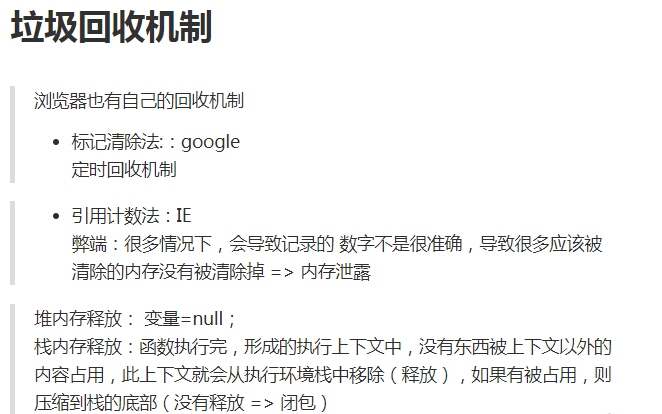 垃圾回收机制
浏览器也有自己的回收机制
• 标记清除法:：google
定时回收机制
• 引用计数法：IE
弊端：很多情况下，会导致记录的 数字不是很准确，导致很多应该被
清除的内存没有被清除掉 => 内存泄露
堆内存释放： 变量=null；
栈内存释放：函数执行完，形成的执行上下文中，没有东西被上下文以外的
内容占用，此上下文就会从执行环境栈中移除（释放），如果有被占用，则
压缩到栈的底部（没有释放 => 闭包）